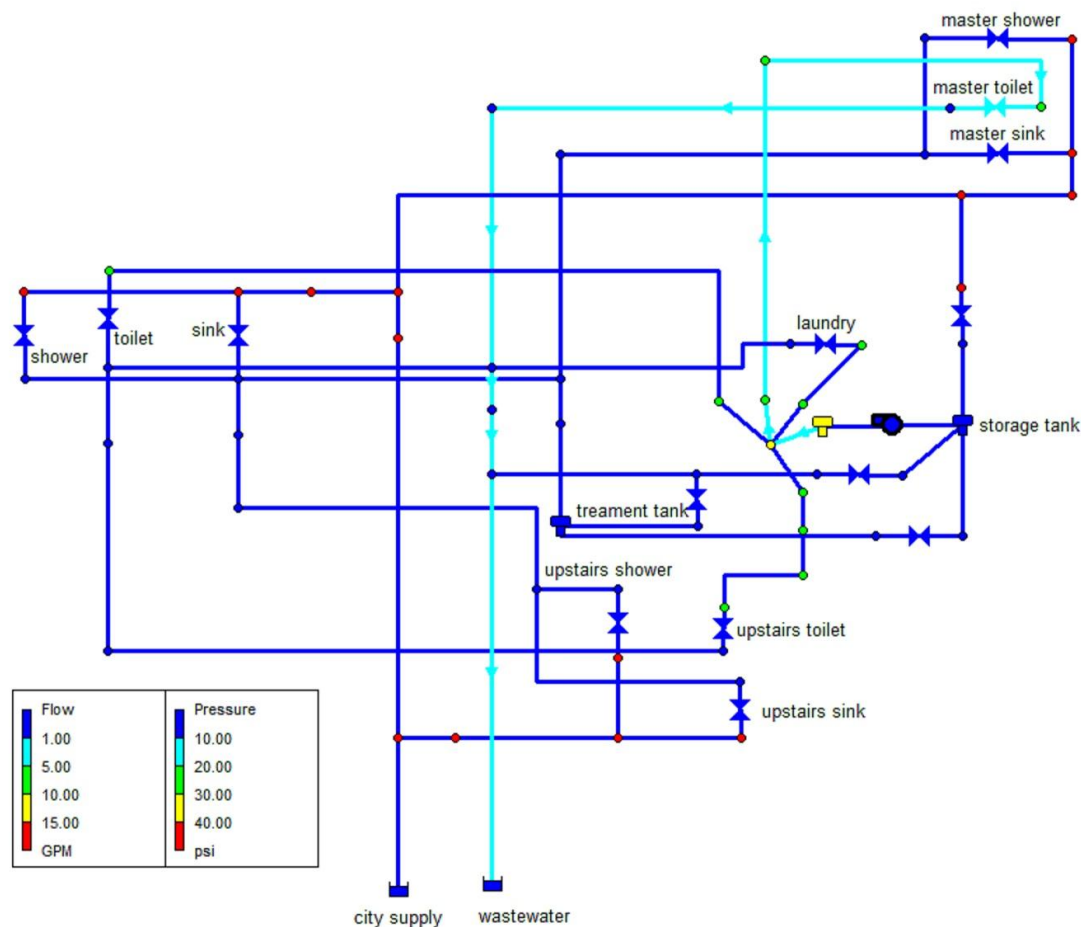 master shower
master toilet
master sink
sink
toilet
shower
laundry
storage tank
treament tank
upstairs shower
upstairs toilet
upstairs sink
Flow
1.00
5.00
10.00
15.00
GPM
Pressure
10.00
20.00
30.00
40.00
psi
city supply
wastewater